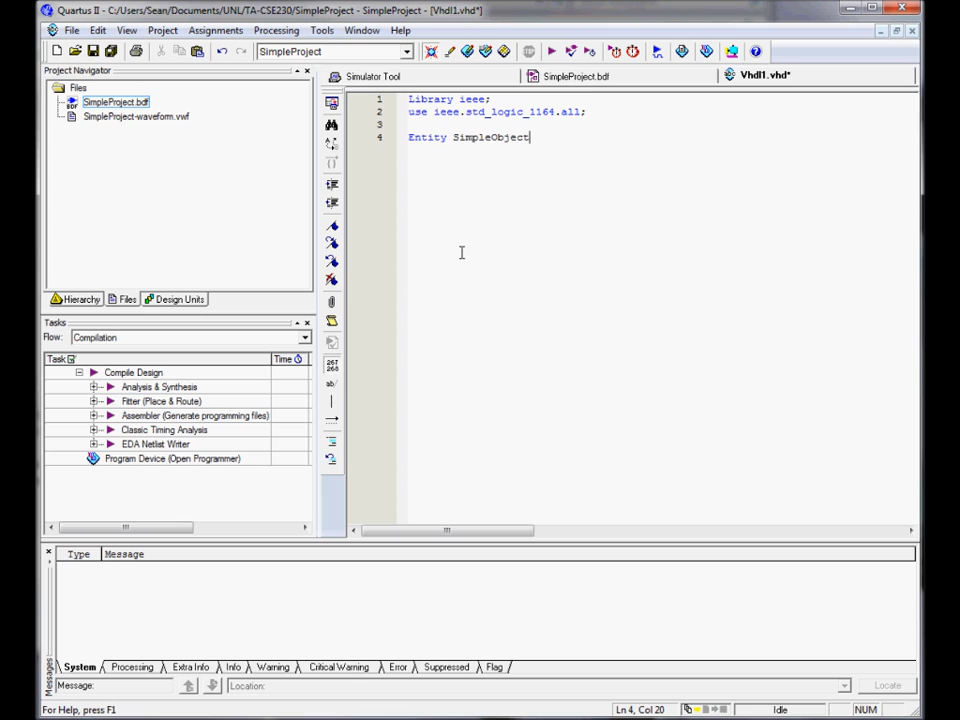 Quartus II - C:/Users/Sean/Documents/UNL/TA-CSE230/SimpleProject - SimpleProject - [Vhdl1.vhd*]
File Edit View Project Assignments Processing Tools Window Help
SimpleProject
Project Navigator
Files
SimpleProject.bdf
SimpleProject-waveform.vwf
Hierarchy Files Design Units
Tasks
Flow: Compilation
Task Time
Compile Design
Analysis & Synthesis
Fitter (Place & Route)
Assembler (Generate programming files)
Classic Timing Analysis
EDA Netlist Writer
Program Device (Open Programmer)
Simulator Tool SimpleProject.bdf Vhdl1.vhd*
1 Library ieee;
2 use ieee.std_logic_1164.all;
3
4 Entity SimpleObject
267
268
ab/
Type Message
Messages
System Processing Extra Info Info Warning Critical Warning Error Suppressed Flag
Message: Location: Locate
For Help, press F1 Ln 4, Col 20 Idle NUM